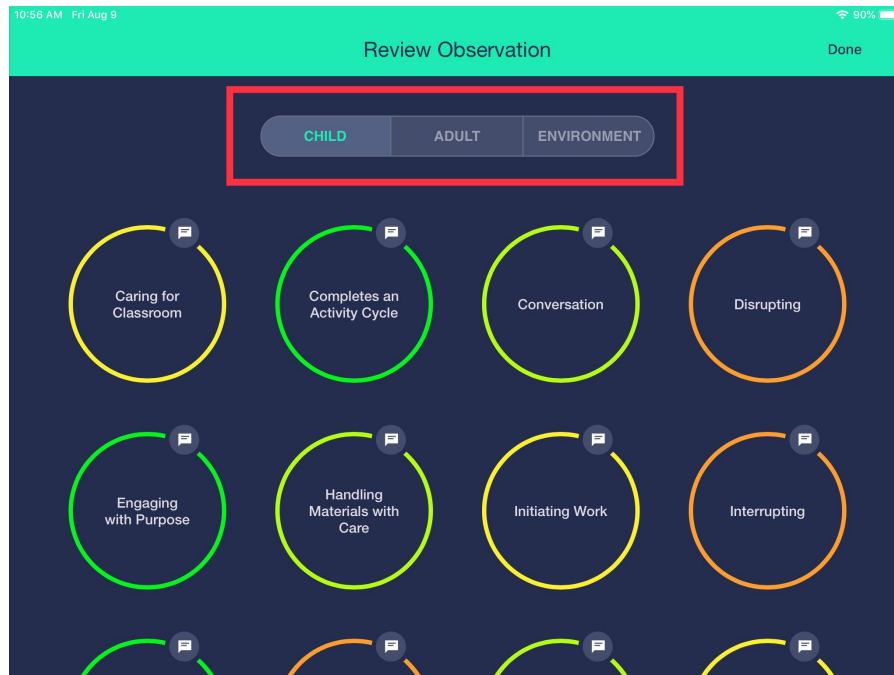 10:56 AM Fri Aug 9
90%
Review Observation
Done
CHILD
ADULT
ENVIRONMENT
Caring for
Classroom
Completes an
Activity Cycle
Conversation
Disrupting
Engaging
with Purpose
Handling
Materials with
Care
Initiating Work
Interrupting